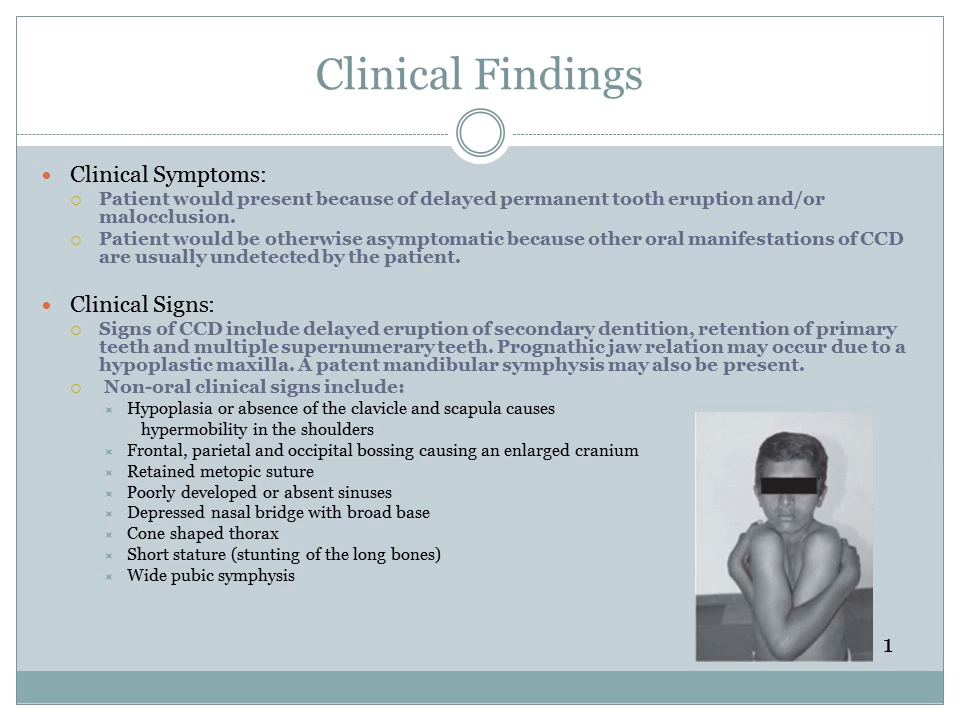 Clinical Findings
Clinical Symptoms:
Patient would present because of delayed permanent tooth eruption and/or
malocclusion.
Patient would be otherwise asymptomatic because other oral manifestations of CCD
are usually undetected by the patient.
Clinical Signs:
Signs of CCD include delayed eruption of secondary dentition, retention of primary
teeth and multiple supernumerary teeth. Prognathic jaw relation may occur due to a
hypoplastic maxilla. A patent mandibular symphysis may also be present.
Non-oral clinical signs include:
Hypoplasia or absence of the clavicle and scapula causes
hypermobility in the shoulders
Frontal, parietal and occipital bossing causing an enlarged cranium
Retained metopic suture
Poorly developed or absent sinuses
Depressed nasal bridge with broad base
Cone shaped thorax
Short stature (stunting of the long bones)
Wide pubic symphysis
1